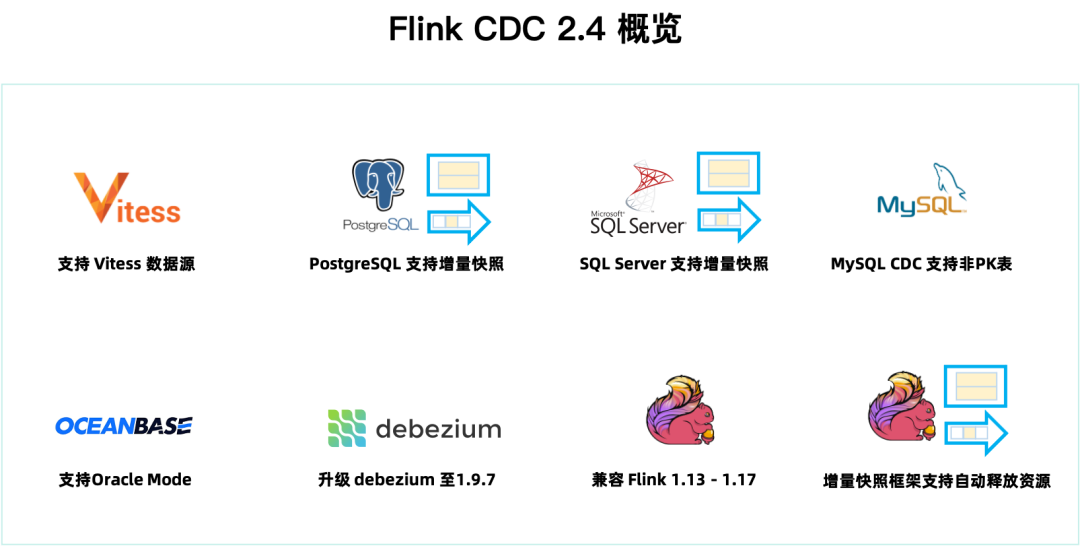 Flink CDC 2.4 概览
Vitess
PostgreSQL
Microsoft®
SQL Server®
MySQL™
支持 Vitess 数据源
PostgreSQL 支持增量快照
SQL Server 支持增量快照
MySQL CDC 支持非PK表
OCEANBASE
debezium
支持Oracle Mode
升级 debezium 至1.9.7
兼容 Flink 1.13 - 1.17
增量快照框架支持自动释放资源